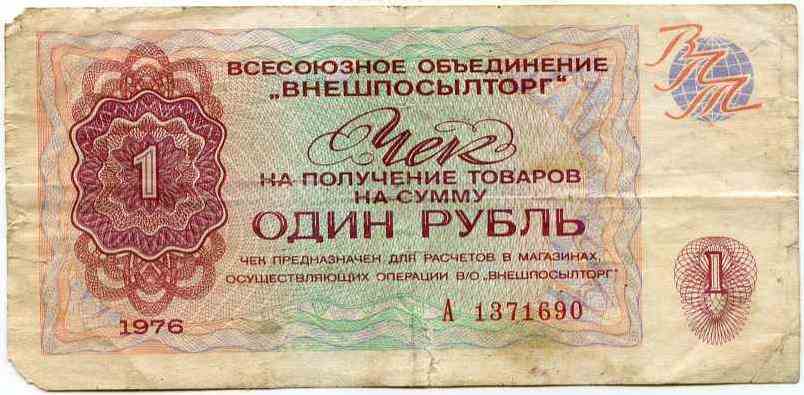 ВСЕСОЮЗНОЕ ОБЪЕДИНЕНИЕ
„ВНЕШПОСЫЛТОРГ"
ВПТ
Чек
НА ПОЛУЧЕНИЕ ТОВАРОВ
НА СУММУ
ОДИН РУБЛЬ
1
ЧЕК ПРЕДНАЗНАЧЕН ДЛЯ РАСЧЕТОВ В МАГАЗИНАХ,
ОСУЩЕСТВЛЯЮЩИХ ОПЕРАЦИИ В/О „ВНЕШПОСЫЛТОРГ"
1
1976
А 1371690